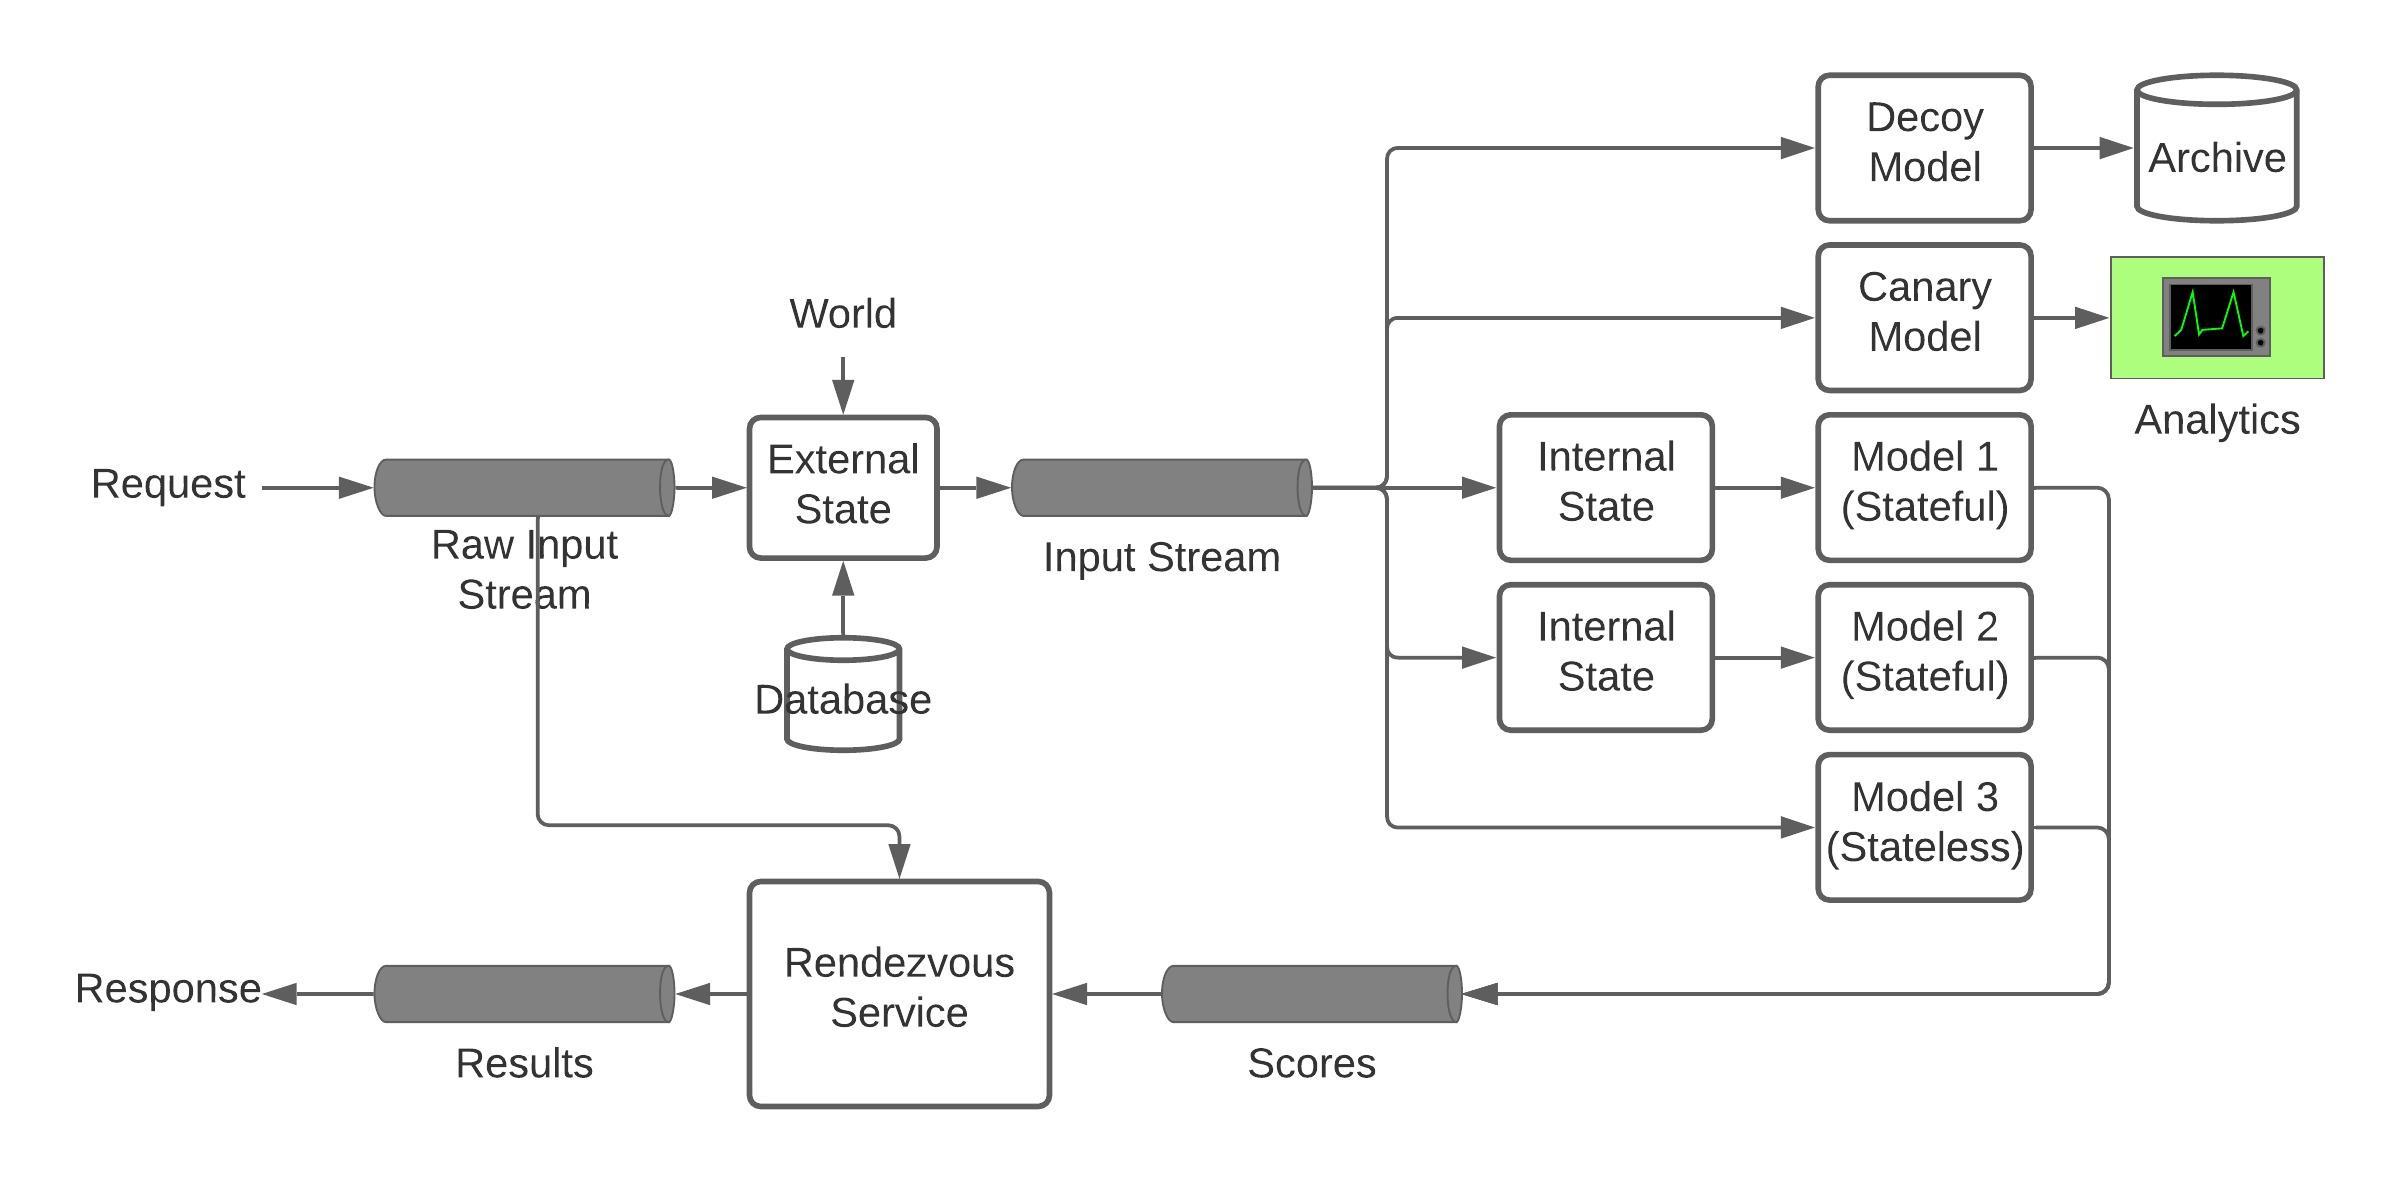 Decoy
Model
Archive
Canary
Model
Analytics
World
External
State
Request
Raw Input
Stream
Input Stream
Internal
State
Model 1
(Stateful)
Database
Internal
State
Model 2
(Stateful)
Model 3
(Stateless)
Rendezvous
Service
Response
Results
Scores